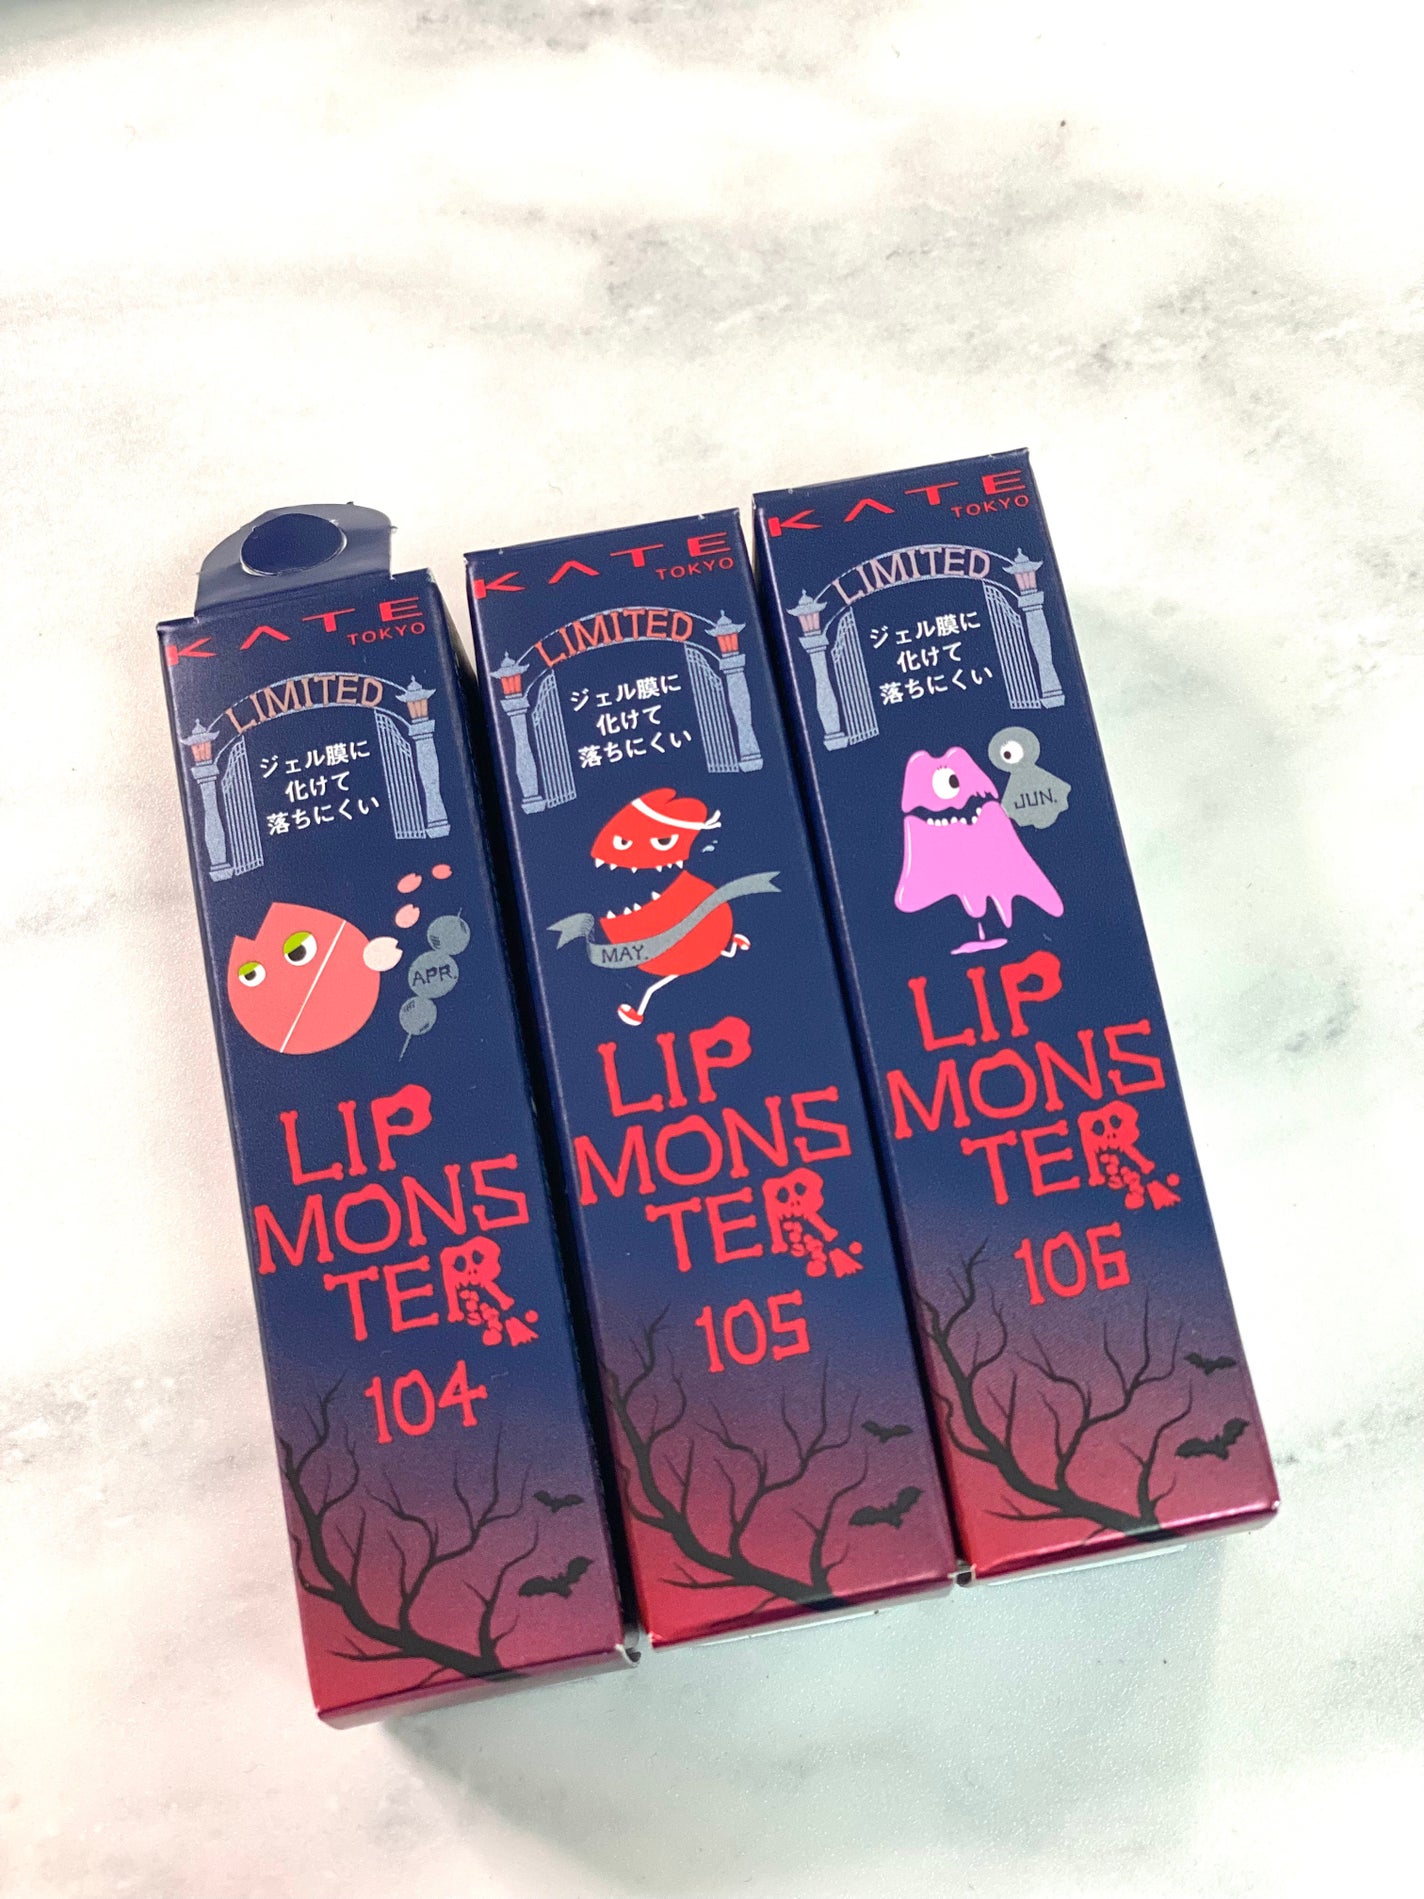 KATE
TOKYO
LIMITED
ジェル膜に
化けて
落ちにくい
APR.
LIP
MONS
TER
104
KATE
TOKYO
LIMITED
ジェル膜に
化けて
落ちにくい
MAY.
LIP
MONS
TER
105
KATE
TOKYO
LIMITED
ジェル膜に
化けて
落ちにくい
JUN.
LIP
MONS
TER
106